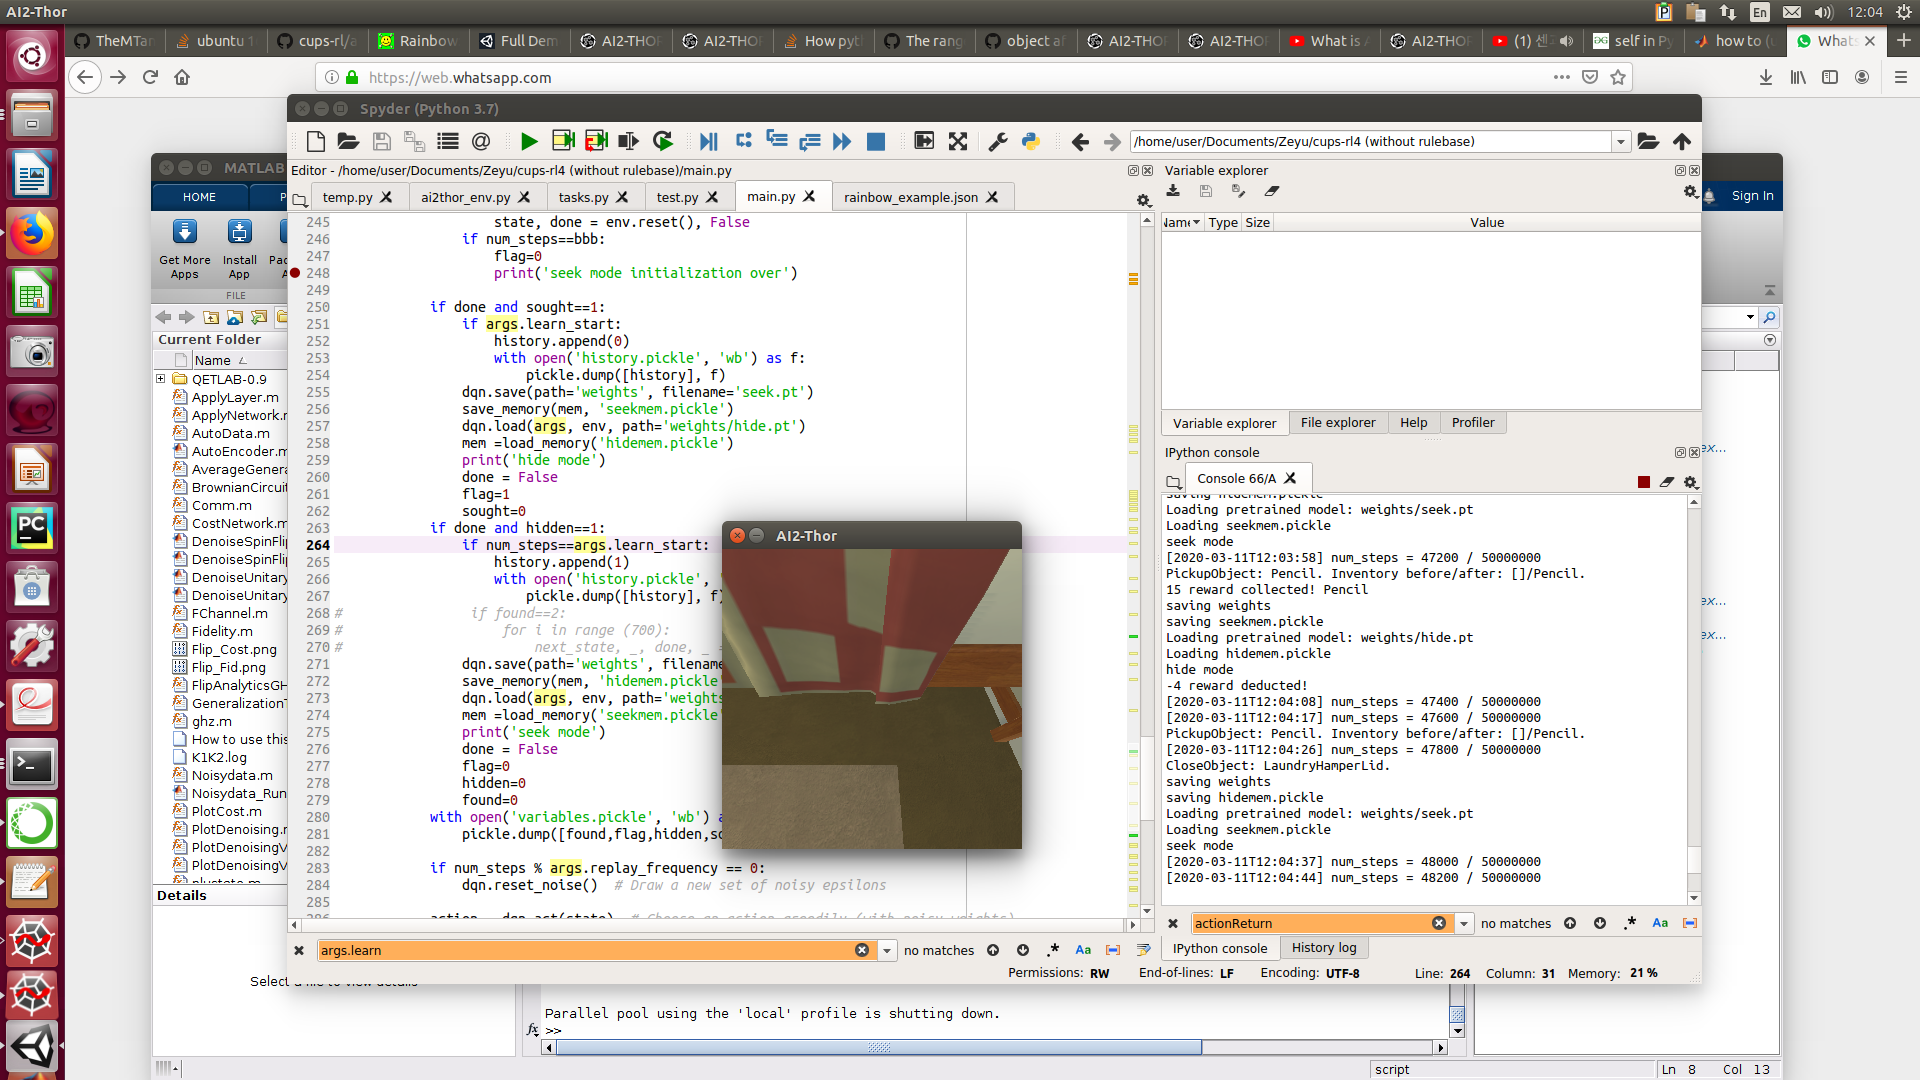 AI2-Thor
En
12:04
TheMTar
ubuntu 1
cups-rl/a
Rainbow
Full Dem
AI2-THOR
AI2-THOR
How pyt
The rang
object af
AI2-THOR
AI2-THOR
What is A
AI2-THOR
(1) 센
self in Py
how to (u
Whats
https://web.whatsapp.com
Spyder (Python 3.7)
/home/user/Documents/Zeyu/cups-rl4 (without rulebase)
Editor - /home/user/Documents/Zeyu/cups-rl4 (without rulebase)/main.py
temp.py
ai2thor_env.py
tasks.py
test.py
main.py
rainbow_example.json
245 state, done = env.reset(), False
246 if num_steps==bbb:
247 flag=0
248 print('seek mode initialization over')
249
250 if done and sought==1:
251 if args.learn_start:
252 history.append(0)
253 with open('history.pickle', 'wb') as f:
254 pickle.dump([history], f)
255 dqn.save(path='weights', filename='seek.pt')
256 save_memory(mem, 'seekmem.pickle')
257 dqn.load(args, env, path='weights/hide.pt')
258 mem =load_memory('hidemem.pickle')
259 print('hide mode')
260 done = False
261 flag=1
262 sought=0
263 if done and hidden==1:
264 if num_steps==args.learn_start:
265 history.append(1)
266 with open('history.pickle',
267 pickle.dump([history], f)
268 # if found==2:
269 # for i in range (700):
270 # next_state, _, done, _ =
271 dqn.save(path='weights', filename
272 save_memory(mem, 'hidemem.pickle'
273 dqn.load(args, env, path='weights
274 mem =load_memory('seekmem.pickle'
275 print('seek mode')
276 done = False
277 flag=0
278 hidden=0
279 found=0
280 with open('variables.pickle', 'wb') a
281 pickle.dump([found,flag,hidden,so
282
283 if num_steps % args.replay_frequency == 0:
284 dqn.reset_noise() # Draw a new set of noisy epsilons
285
AI2-Thor
args.learn
no matches
Aa
Variable explorer
Name
Type
Size
Value
Variable explorer
File explorer
Help
Profiler
IPython console
Console 66/A
saving hidemem.pickle
Loading pretrained model: weights/seek.pt
Loading seekmem.pickle
seek mode
[2020-03-11T12:03:58] num_steps = 47200 / 50000000
PickupObject: Pencil. Inventory before/after: []/Pencil.
15 reward collected! Pencil
saving weights
saving seekmem.pickle
Loading pretrained model: weights/hide.pt
Loading hidemem.pickle
hide mode
-4 reward deducted!
[2020-03-11T12:04:08] num_steps = 47400 / 50000000
[2020-03-11T12:04:17] num_steps = 47600 / 50000000
PickupObject: Pencil. Inventory before/after: []/Pencil.
[2020-03-11T12:04:26] num_steps = 47800 / 50000000
CloseObject: LaundryHamperLid.
saving weights
saving hidemem.pickle
Loading pretrained model: weights/seek.pt
Loading seekmem.pickle
seek mode
[2020-03-11T12:04:37] num_steps = 48000 / 50000000
[2020-03-11T12:04:44] num_steps = 48200 / 50000000
actionReturn
no matches
Aa
IPython console
History log
Permissions: RW
End-of-lines: LF
Encoding: UTF-8
Line: 264
Column: 31
Memory: 21 %
MATLAB
HOME
P
Sign In
Get More Apps
Install App
FILE
Current Folder
Name
QETLAB-0.9
ApplyLayer.m
ApplyNetwork.m
AutoData.m
AutoEncoder.m
AverageGenera
BrownianCircuit
Comm.m
CostNetwork.m
DenoiseSpinFlip
DenoiseSpinFlip
DenoiseUnitary
DenoiseUnitary
FChannel.m
Fidelity.m
Flip_Cost.png
Flip_Fid.png
FlipAnalyticsGH
GeneralizationT
ghz.m
How to use this
K1K2.log
Noisydata.m
Noisydata_Run
PlotCost.m
PlotDenoising.m
PlotDenoisingV
PlotDenoisingV
Details
Select a file to view details
ex...
ex...
ex...
Parallel pool using the 'local' profile is shutting down.
fx >>
script
Ln 8
Col 13